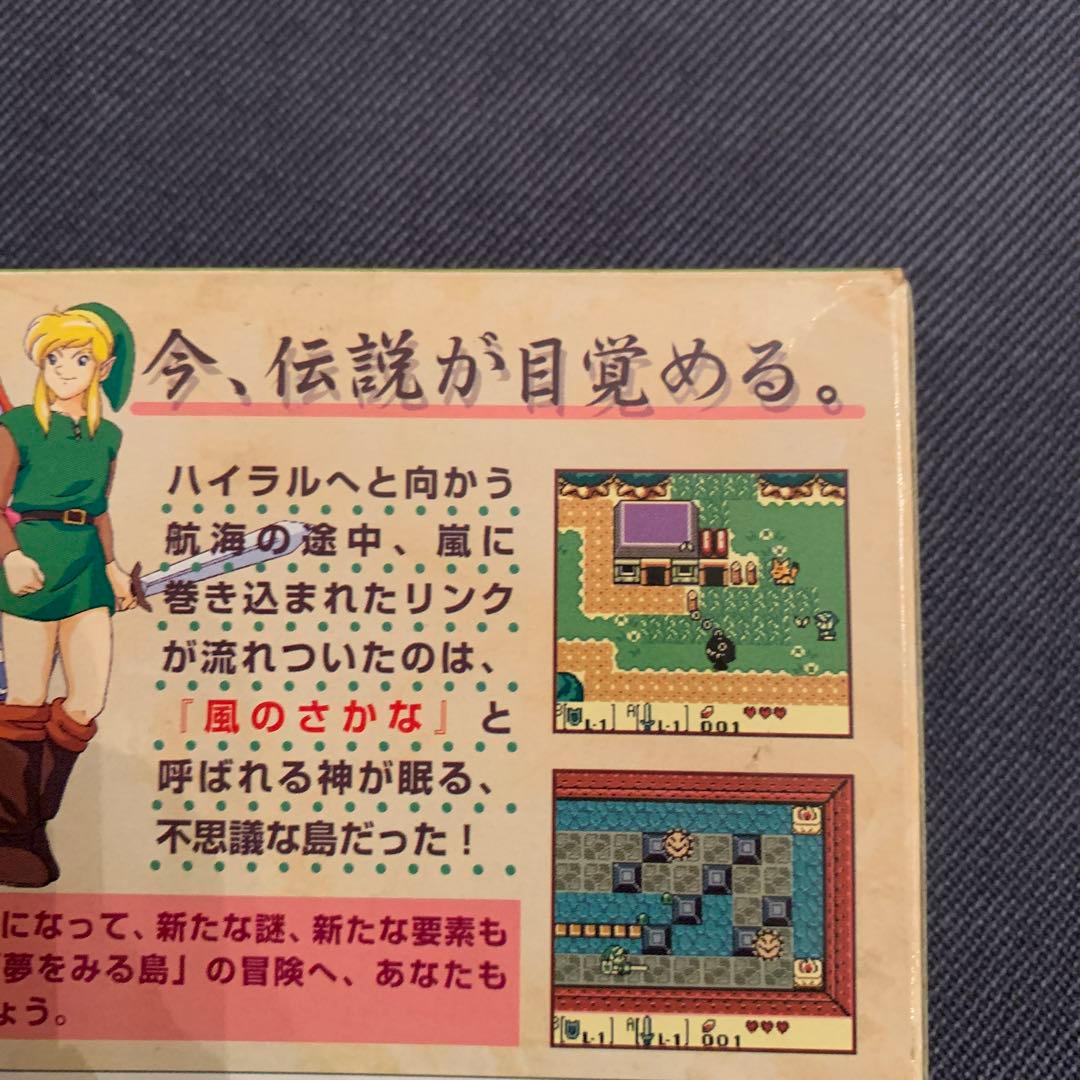 今、伝説が目覚める。
ハイラルへと向かう
航海の途中、嵐に
巻き込まれたリンク
が流れついたのは、
『風のさかな』と
呼ばれる神が眠る、
不思議な島だった！
になって、新たな謎、新たな要素も
夢をみる島」の冒険へ、あなたも
ょう。
B L-1 A L-1 001
B L-1 A L-1 001